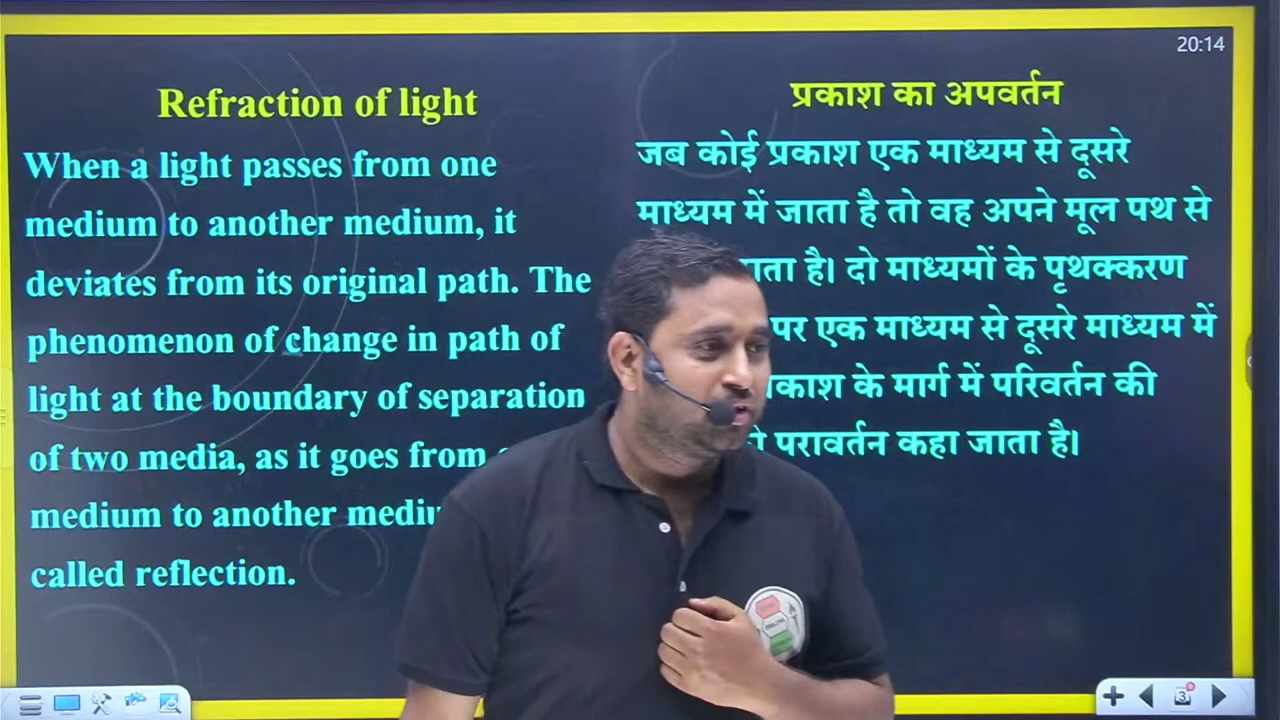 20:14
Refraction of light
When a light passes from one
medium to another medium, it
deviates from its original path. The
phenomenon of change in path of
light at the boundary of separation
of two media, as it goes from
medium to another
called reflection.
प्रकाश का अपवर्तन
जब कोई प्रकाश एक माध्यम से दूसरे
माध्यम में जाता है तो वह अपने मूल पथ से
है। दो माध्यमों के पृथक्करण
पर एक माध्यम से दूसरे माध्यम में
के मार्ग में परिवर्तन की
परावर्तन कहा जाता है।
3